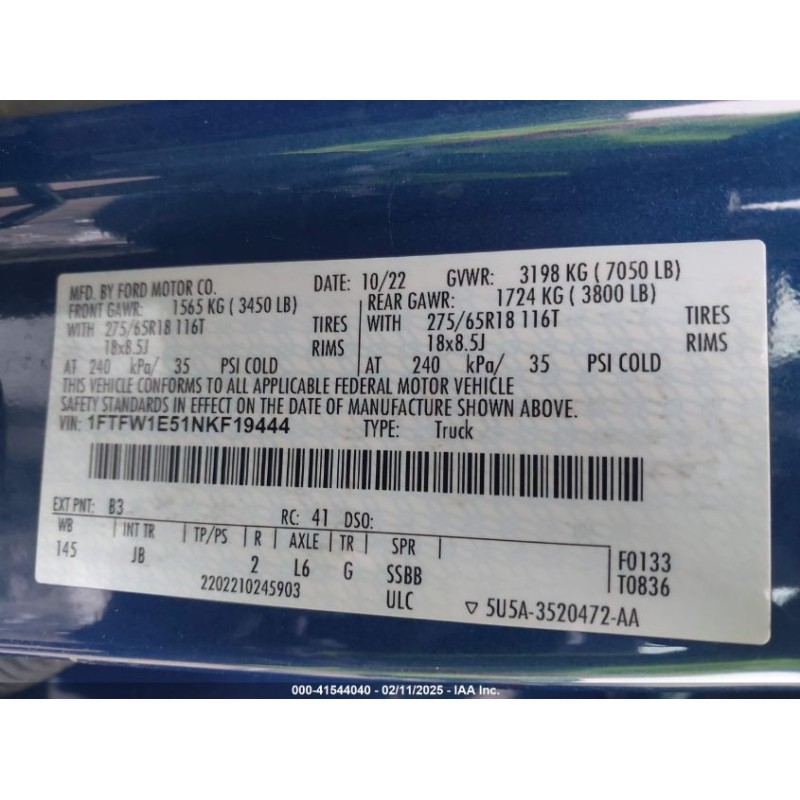 MFD. BY FORD MOTOR CO. DATE: 10/22 GVWR: 3198 KG ( 7050 LB)
FRONT GAWR: 1565 KG ( 3450 LB) REAR GAWR: 1724 KG ( 3800 LB)
WITH 275/65R18 116T TIRES WITH 275/65R18 116T TIRES
18x8.5J RIMS 18x8.5J RIMS
AT 240 kPa/ 35 PSI COLD AT 240 kPa/ 35 PSI COLD
THIS VEHICLE CONFORMS TO ALL APPLICABLE FEDERAL MOTOR VEHICLE
SAFETY STANDARDS IN EFFECT ON THE DATE OF MANUFACTURE SHOWN ABOVE.
VIN: 1FTFW1E51NKF19444 TYPE: Truck
EXT PNT: B3 RC: 41 DSO:
WB INT TR TP/PS R AXLE TR SPR F0133
145 JB 2 L6 G SSBB T0836
2202210245903 ULC ▽ 5U5A-3520472-AA
000-41544040 - 02/11/2025 - IAA Inc.